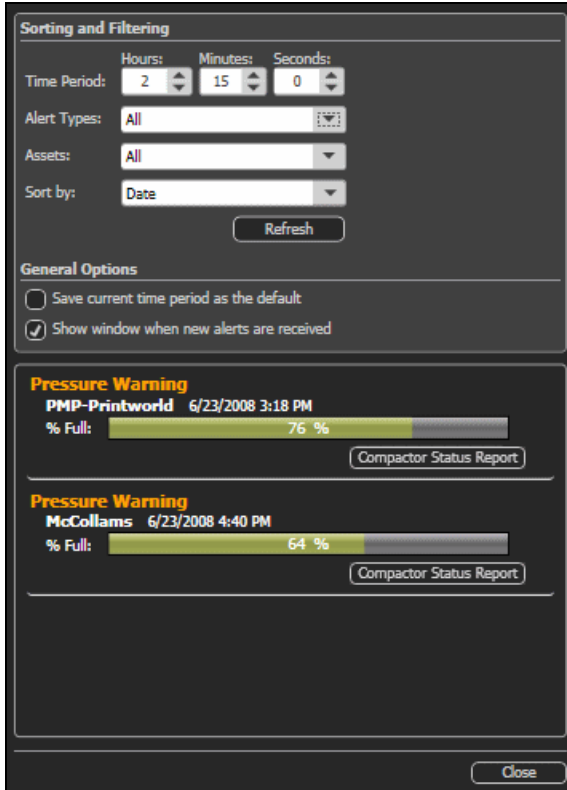 Sorting and Filtering
Hours: Minutes: Seconds:
Time Period: 2 15 0
Alert Types: All
Assets: All
Sort by: Date
Refresh
General Options
Save current time period as the default
Show window when new alerts are received
Pressure Warning
PMP-Printworld 6/23/2008 3:18 PM
% Full: 76 %
Compactor Status Report
Pressure Warning
McCollams 6/23/2008 4:40 PM
% Full: 64 %
Compactor Status Report
Close